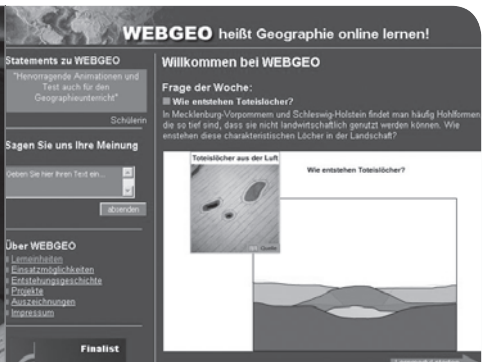 WEBGEO heißt Geographie online lernen!
Statements zu WEBGEO
"Hervorragende Animationen und
Test auch für den
Geographieunterricht"
Schülerin
Sagen Sie uns Ihre Meinung
Geben Sie hier Ihren Text ein...
absenden
Über WEBGEO
Lerneinheiten
Einsatzmöglichkeiten
Entstehungsgeschichte
Projekte
Auszeichnungen
Impressum
Finalist
Willkommen bei WEBGEO
Frage der Woche:
Wie entstehen Toteislöcher?
In Mecklenburg-Vorpommern und Schleswig-Holstein findet man häufig Hohlformen
die so tief sind, dass sie nicht landwirtschaftlich genutzt werden können. Wie
enstehen diese charakteristischen Löcher in der Landschaft?
Toteislöcher aus der Luft
Quelle
Wie entstehen Toteislöcher?